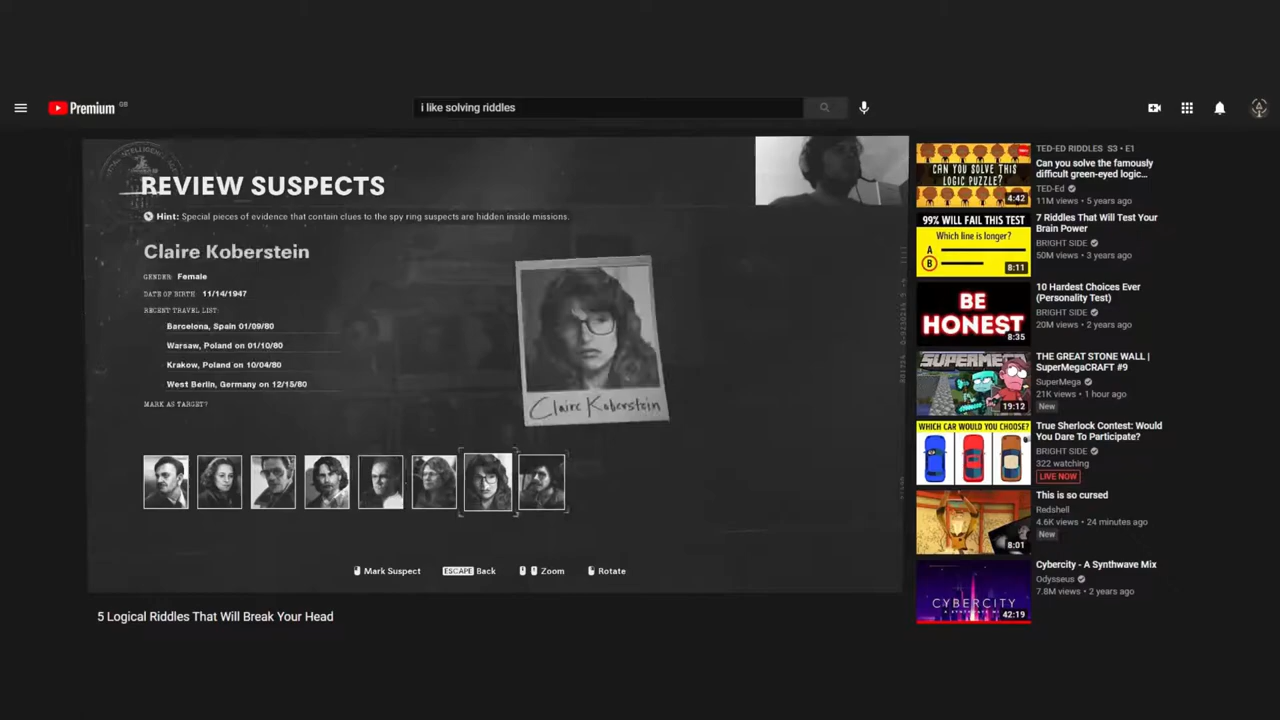 Premium GB
i like solving riddles
REVIEW SUSPECTS
Hint: Special pieces of evidence that contain clues to the spy ring suspects are hidden inside missions.
Claire Koberstein
GENDER: Female
DATE OF BIRTH 11/14/1947
RECENT TRAVEL LIST:
Barcelona, Spain 01/09/80
Warsaw, Poland on 01/10/80
Krakow, Poland on 10/04/80
West Berlin, Germany on 12/15/80
MARK AS TARGET?
Claire Koberstein
Mark Suspect
ESCAPE Back
Zoom
Rotate
5 Logical Riddles That Will Break Your Head
CAN YOU SOLVE THIS
LOGIC PUZZLE?
4:42
TED-ED RIDDLES S3 • E1
Can you solve the famously
difficult green-eyed logic...
TED-Ed
11M views • 5 years ago
99% WILL FAIL THIS TEST
Which line is longer?
A
B
8:11
7 Riddles That Will Test Your
Brain Power
BRIGHT SIDE
50M views • 3 years ago
BE
HONEST
8:35
10 Hardest Choices Ever
(Personality Test)
BRIGHT SIDE
20M views • 2 years ago
SUPERMEGA
19:12
THE GREAT STONE WALL |
SuperMegaCRAFT #9
SuperMega
21K views • 1 hour ago
New
WHICH CAR WOULD YOU CHOOSE?
True Sherlock Contest: Would
You Dare To Participate?
BRIGHT SIDE
322 watching
LIVE NOW
8:01
This is so cursed
Redshell
4.6K views • 24 minutes ago
New
CYBERCITY
A SYNTHWAVE MIX
42:19
Cybercity - A Synthwave Mix
Odysseus
7.8M views • 2 years ago